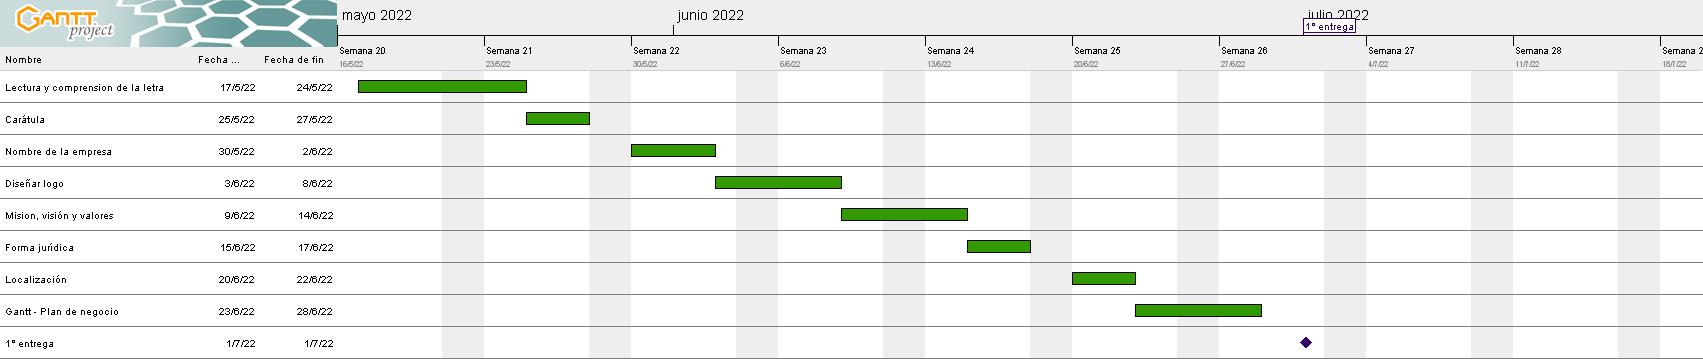 GANTT
project
mayo 2022
junio 2022
julio 2022
1ª entrega
Semana 20
Semana 21
Semana 22
Semana 23
Semana 24
Semana 25
Semana 26
Semana 27
Semana 28
Semana 2
Nombre
Fecha ...
Fecha de fin
16/5/22
23/5/22
30/5/22
6/6/22
13/6/22
20/6/22
27/6/22
4/7/22
11/7/22
18/7/22
Lectura y comprension de la letra 17/5/22 24/5/22
Carátula 25/5/22 27/5/22
Nombre de la empresa 30/5/22 2/6/22
Diseñar logo 3/6/22 8/6/22
Mision, visión y valores 9/6/22 14/6/22
Forma jurídica 15/6/22 17/6/22
Localización 20/6/22 22/6/22
Gantt - Plan de negocio 23/6/22 28/6/22
1ª entrega 1/7/22 1/7/22